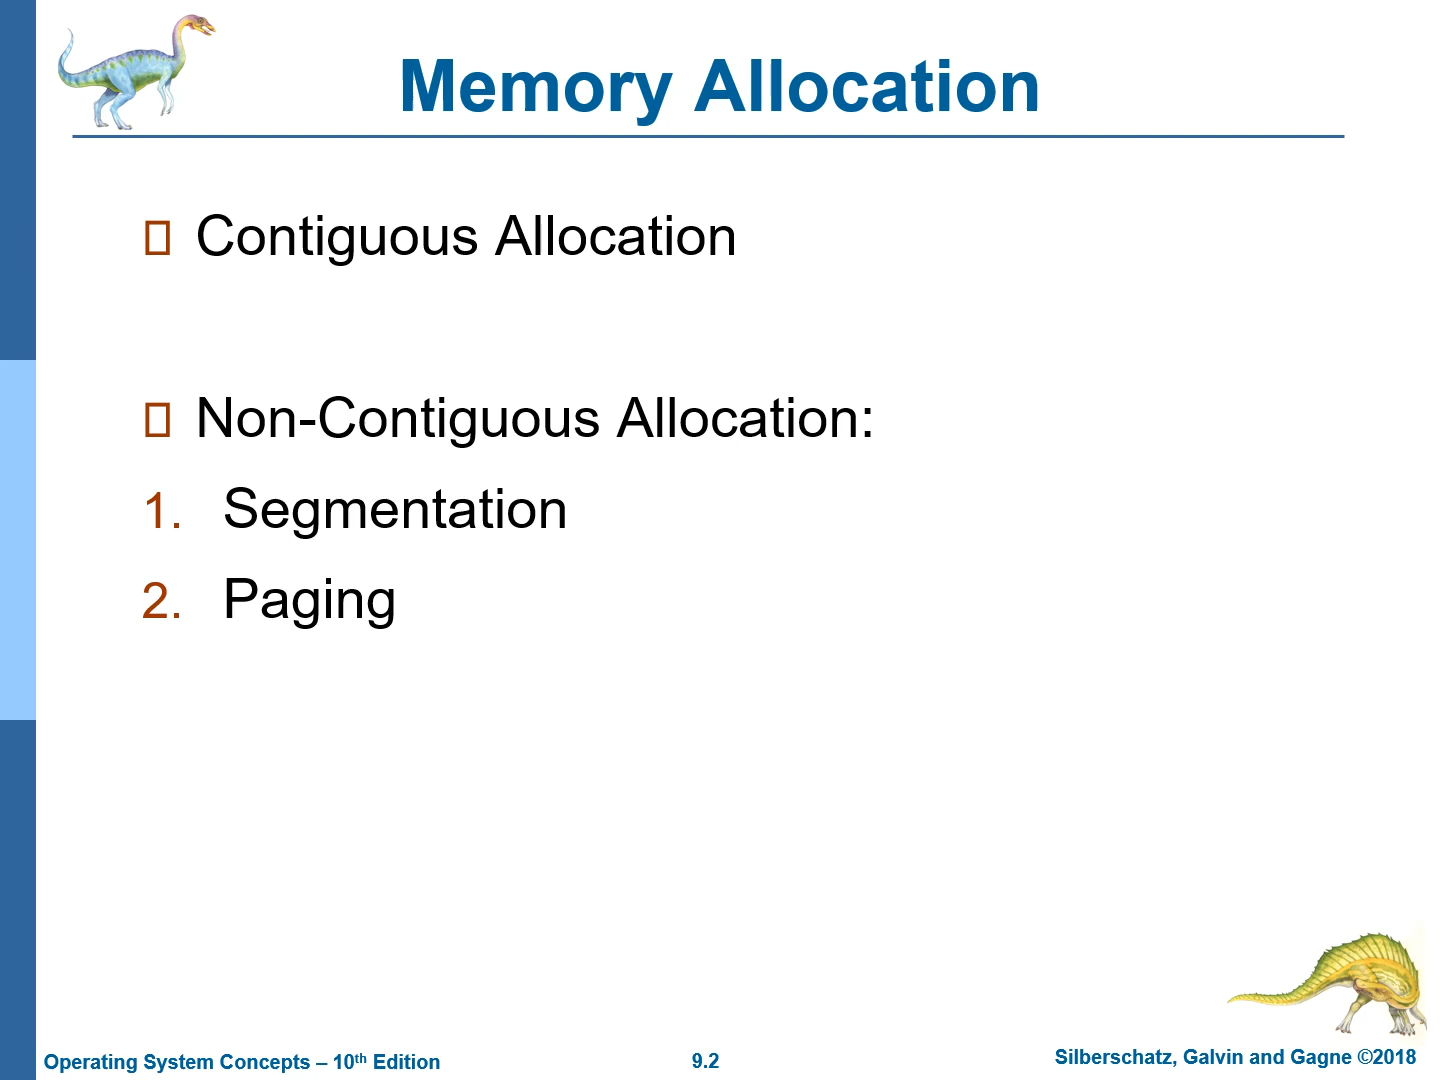 Memory Allocation
Contiguous Allocation
Non-Contiguous Allocation:
1. Segmentation
2. Paging
Operating System Concepts – 10th Edition
9.2
Silberschatz, Galvin and Gagne ©2018